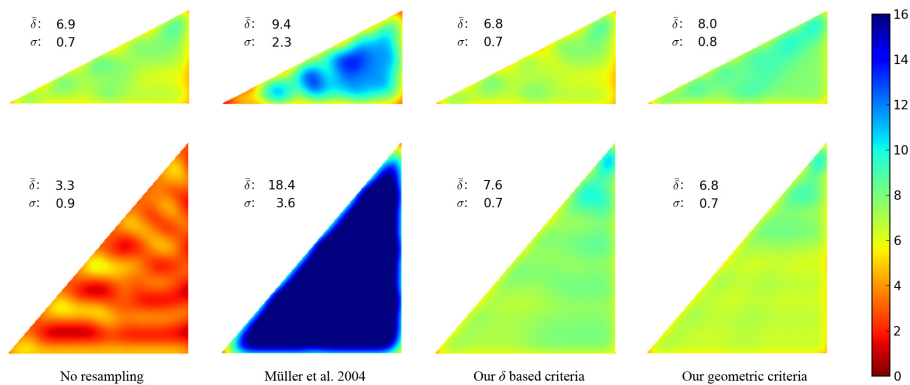 δ̄: 6.9
σ: 0.7
δ̄: 9.4
σ: 2.3
δ̄: 6.8
σ: 0.7
δ̄: 8.0
σ: 0.8
δ̄: 3.3
σ: 0.9
δ̄: 18.4
σ: 3.6
δ̄: 7.6
σ: 0.7
δ̄: 6.8
σ: 0.7
16
14
12
10
8
6
4
2
0
No resampling
Müller et al. 2004
Our δ based criteria
Our geometric criteria